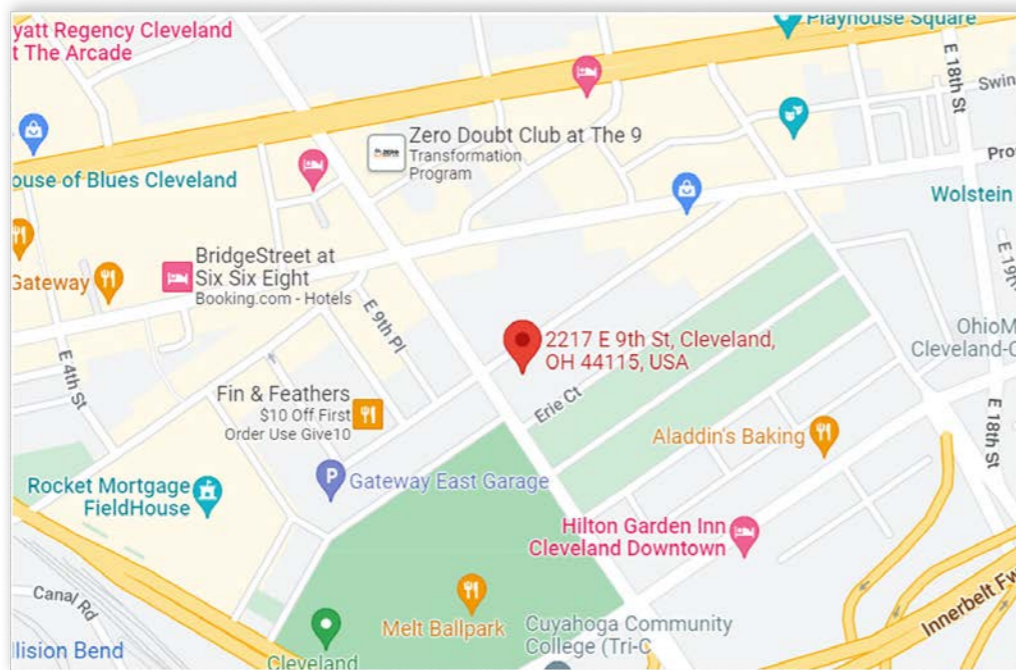 Playhouse Square
yatt Regency Cleveland
t The Arcade
E 18th St
Swin
Zero Doubt Club at The 9
Transformation
Program
Pro
ouse of Blues Cleveland
Wolstein
BridgeStreet at
Six Six Eight
Booking.com - Hotels
Gateway
E 9th Pl
E 19th
2217 E 9th St, Cleveland,
OH 44115, USA
OhioM
Cleveland-C
E 4th St
Fin & Feathers
$10 Off First
Order Use Give10
Erie Ct
Aladdin's Baking
E 18th St
P
Gateway East Garage
Rocket Mortgage
FieldHouse
Hilton Garden Inn
Cleveland Downtown
Canal Rd
Innerbelt Fw
Melt Ballpark
Cuyahoga Community
College (Tri-C
llision Bend
Cleveland